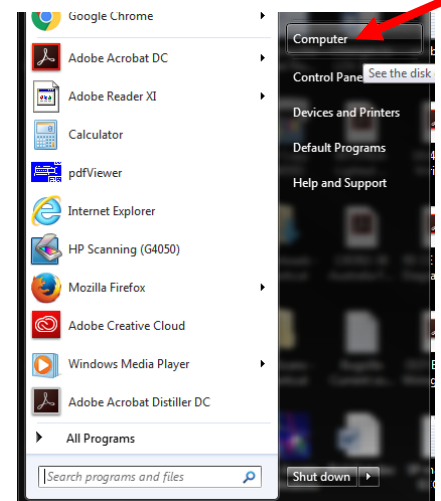 Google Chrome
Adobe Acrobat DC
Adobe Reader XI
Calculator
pdfViewer
Internet Explorer
HP Scanning (G4050)
Mozilla Firefox
Adobe Creative Cloud
Windows Media Player
Adobe Acrobat Distiller DC
All Programs
Search programs and files
Computer
Control Pane
See the disk
Devices and Printers
Default Programs
Help and Support
Shut down